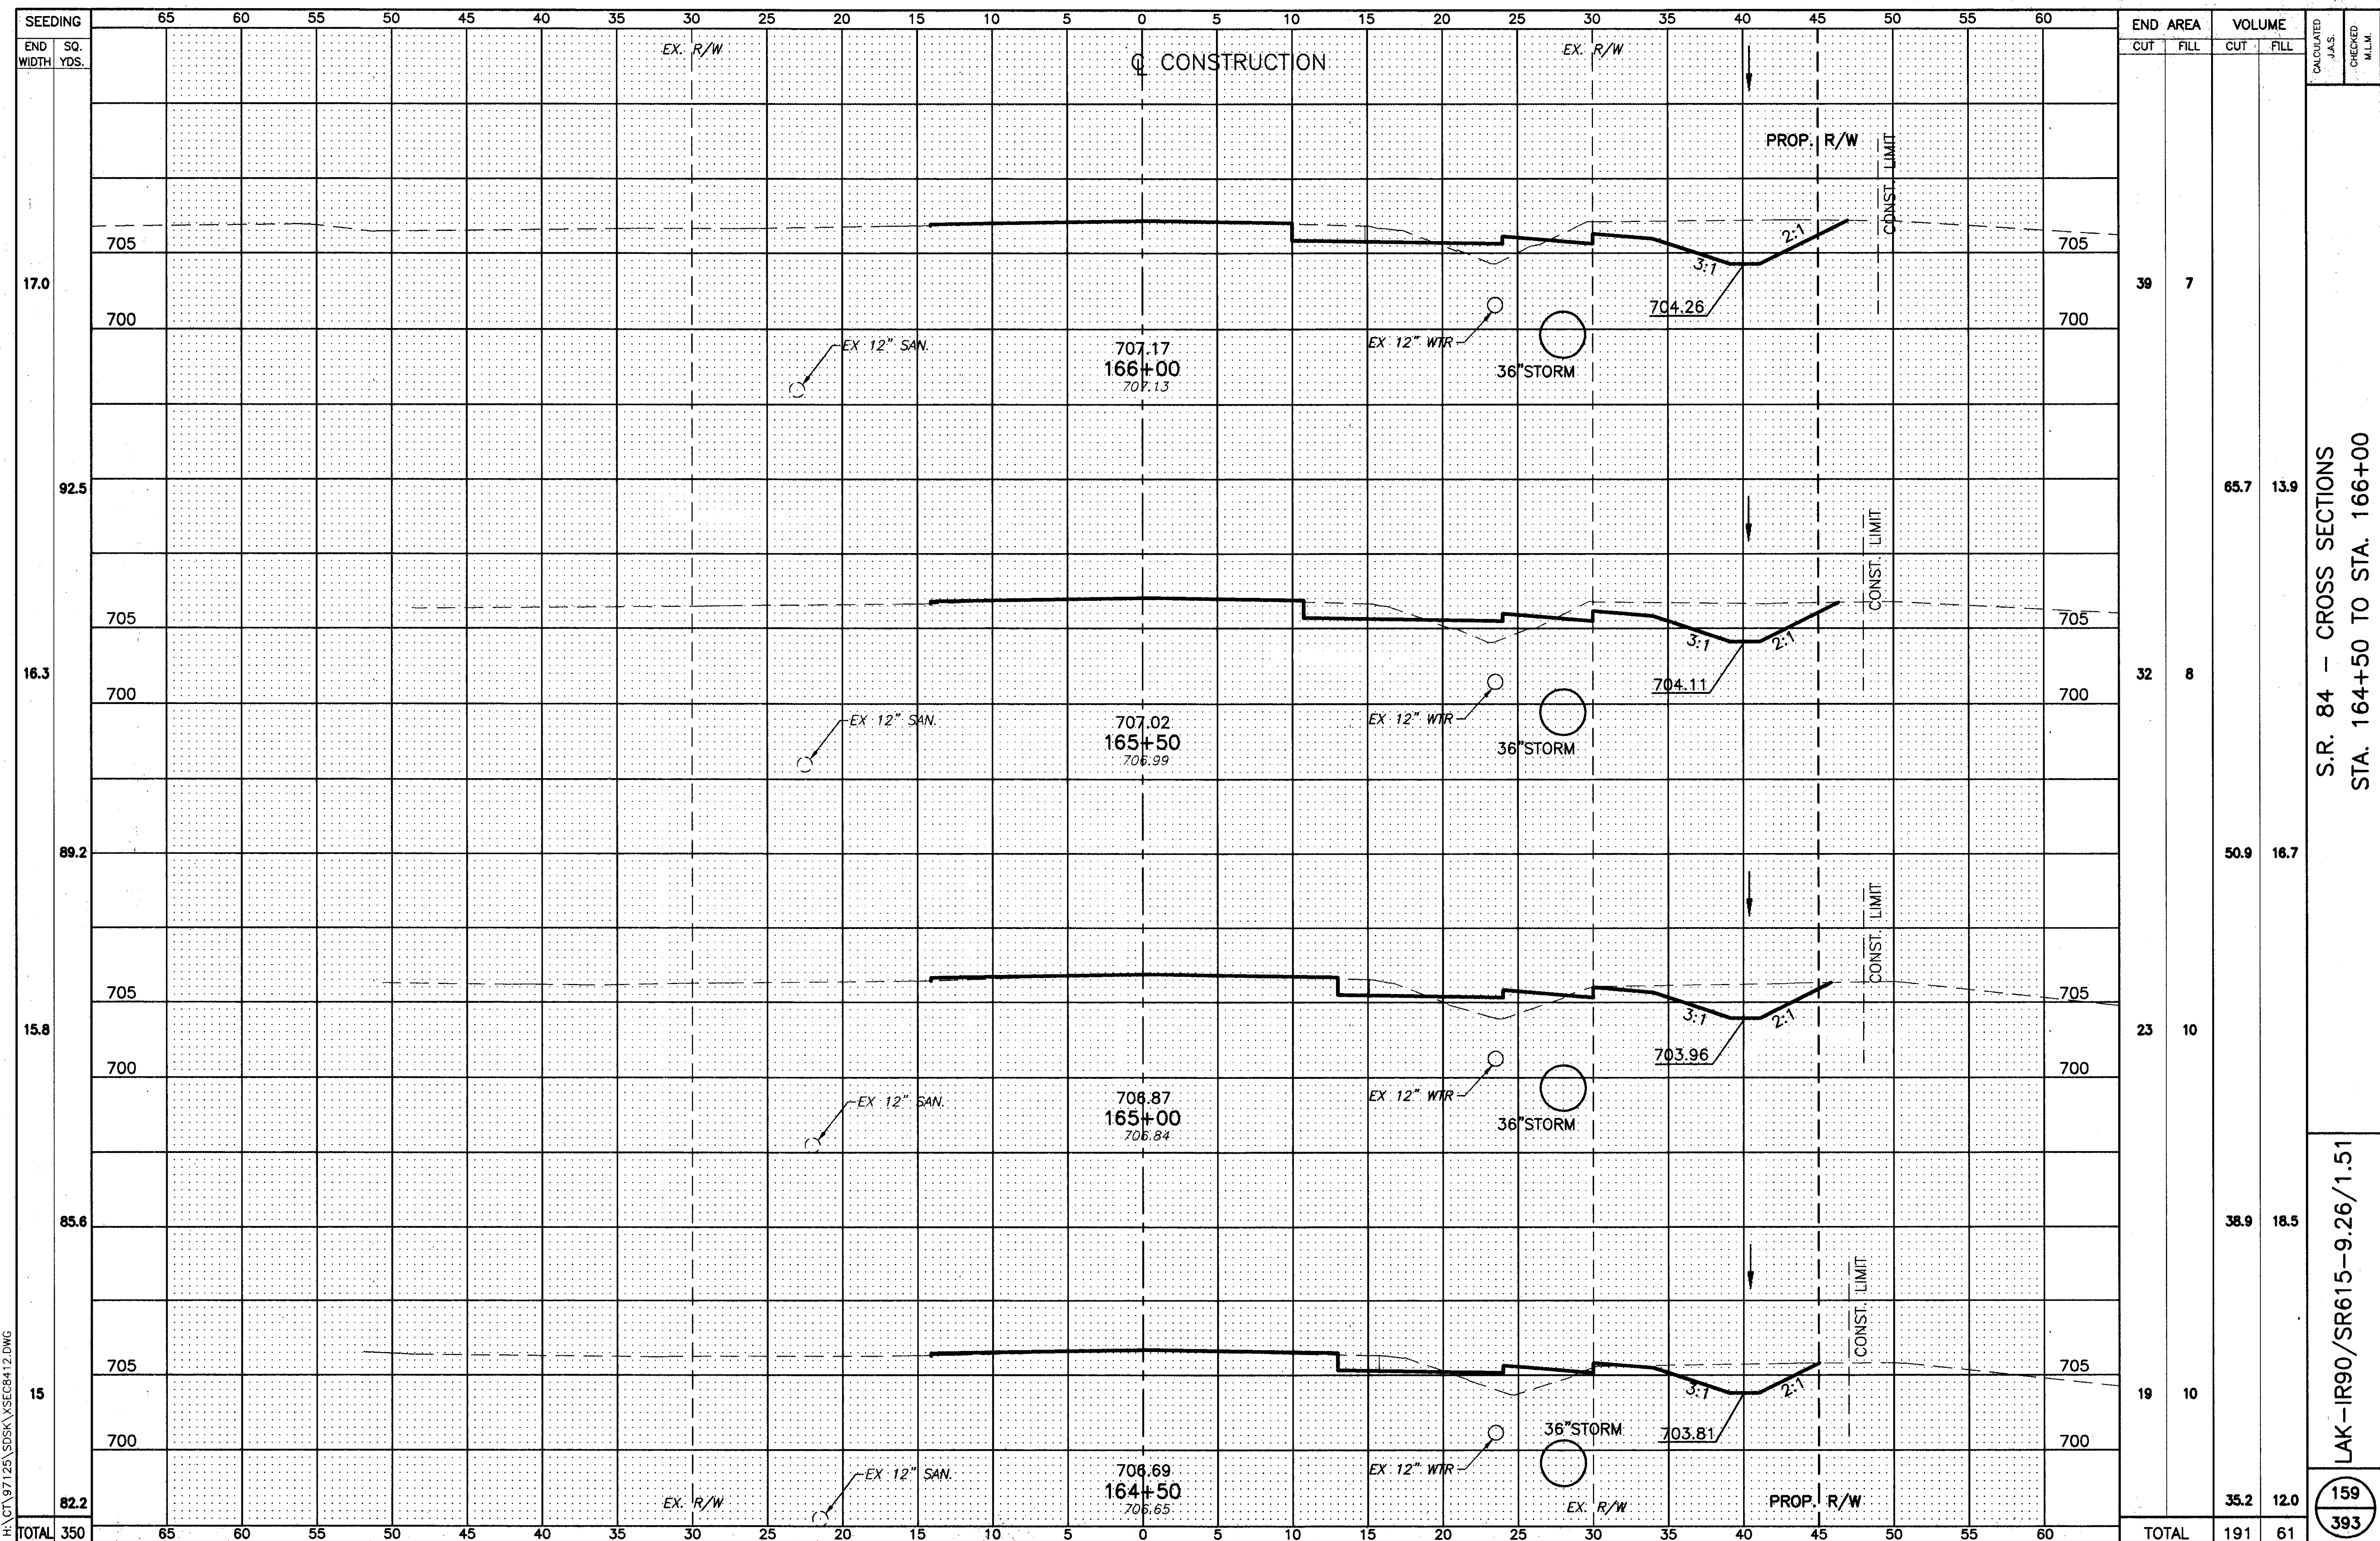 SEEDING
END WIDTH
SQ. YDS.
65 60 55 50 45 40 35 30 25 20 15 10 5 0 5 10 15 20 25 30 35 40 45 50 55 60
END AREA
VOLUME
CUT FILL CUT FILL
CALCULATED
J.A.S.
CHECKED
M.L.M.
EX. R/W
℄ CONSTRUCTION
EX. R/W
PROP. R/W
CONST. LIMIT
705
2:1
705
3:1
17.0
39 7
704.26
700
700
EX 12" SAN.
707.17
166+00
707.13
EX 12" WTR
36"STORM
92.5
65.7 13.9
CONST. LIMIT
705
705
3:1
2:1
16.3
32 8
704.11
700
700
EX 12" SAN.
707.02
165+50
706.99
EX 12" WTR
36"STORM
89.2
50.9 16.7
CONST. LIMIT
705
705
3:1
2:1
15.8
23 10
703.96
700
700
EX 12" SAN.
706.87
165+00
706.84
EX 12" WTR
36"STORM
85.6
38.9 18.5
CONST. LIMIT
705
705
3:1
2:1
15
19 10
36"STORM
703.81
700
700
EX 12" SAN.
706.69
164+50
706.65
EX 12" WTR
EX. R/W
EX. R/W
PROP. R/W
82.2
35.2 12.0
TOTAL 350
65 60 55 50 45 40 35 30 25 20 15 10 5 0 5 10 15 20 25 30 35 40 45 50 55 60
TOTAL 191 61
S.R. 84 – CROSS SECTIONS
STA. 164+50 TO STA. 166+00
LAK–IR90/SR615–9.26/1.51
159
393
H:\CT\97125\SDSK\XSEC8412.DWG